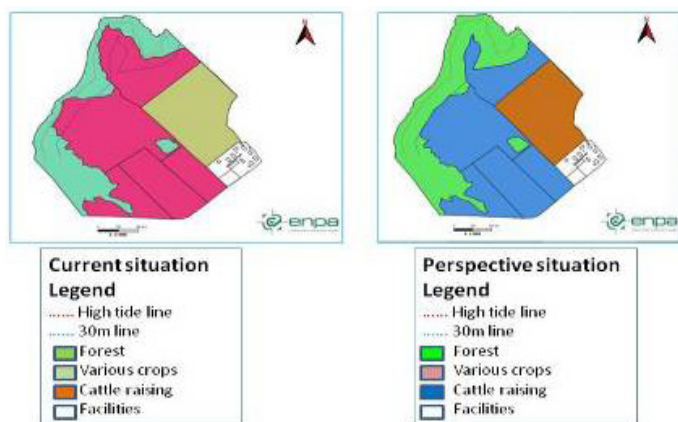 enpa
enpa
Current situation
Legend
High tide line
30m line
Forest
Various crops
Cattle raising
Facilities
Perspective situation
Legend
High tide line
30m line
Forest
Various crops
Cattle raising
Facilities